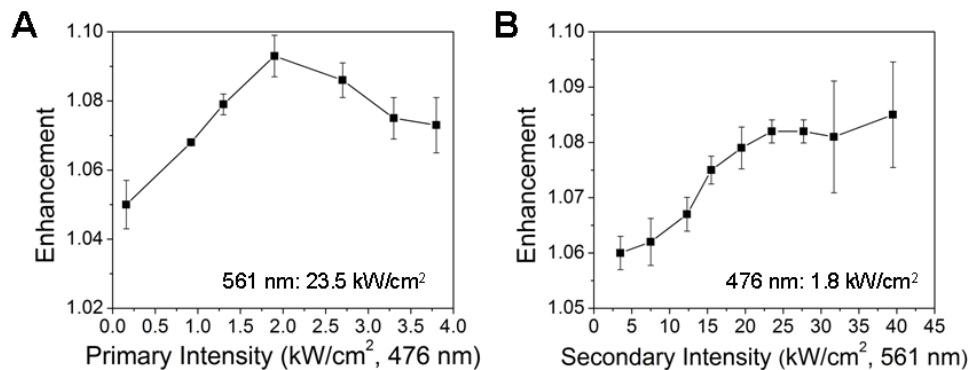 A
Enhancement
1.10
1.08
1.06
1.04
1.02
561 nm: 23.5 kW/cm²
0.0 0.5 1.0 1.5 2.0 2.5 3.0 3.5 4.0
Primary Intensity (kW/cm², 476 nm)
B
Enhancement
1.10
1.09
1.08
1.07
1.06
1.05
476 nm: 1.8 kW/cm²
0 5 10 15 20 25 30 35 40 45
Secondary Intensity (kW/cm², 561 nm)